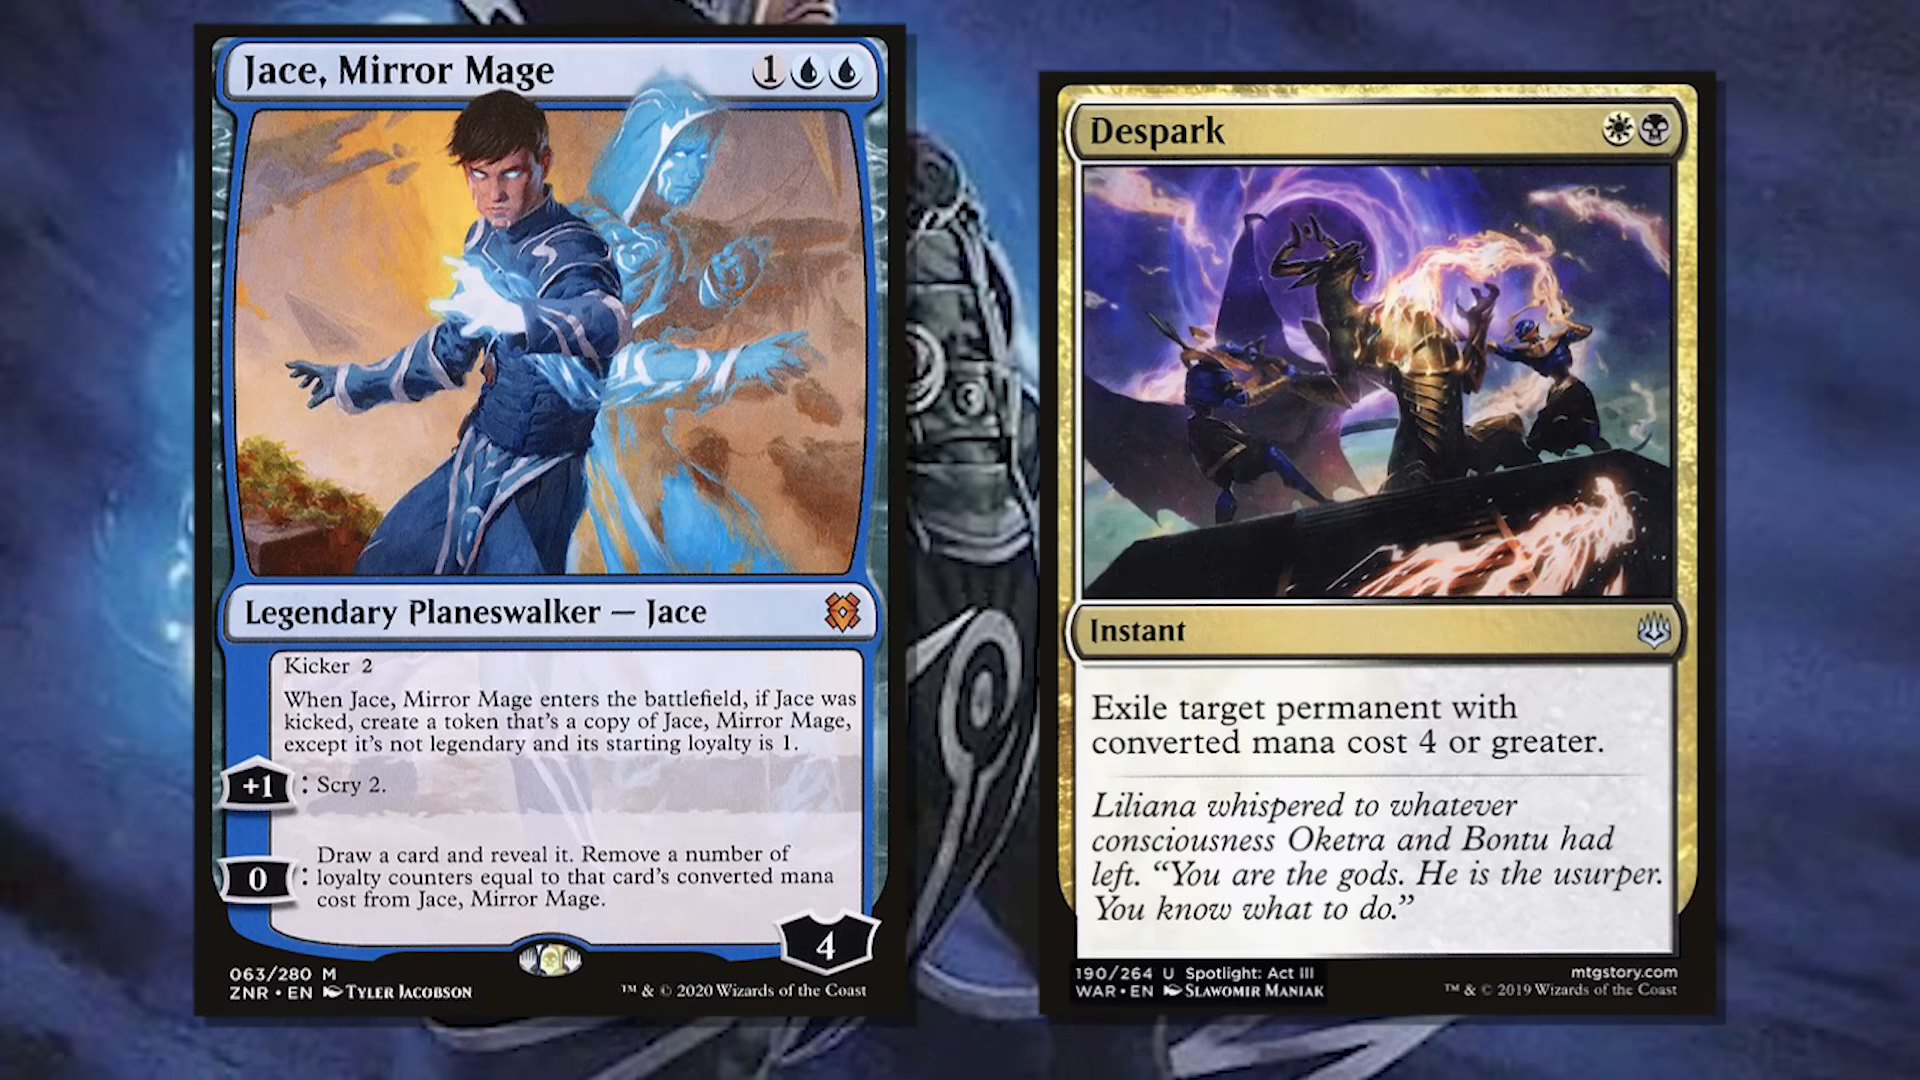 Jace, Mirror Mage
1
Legendary Planeswalker — Jace
Kicker 2
When Jace, Mirror Mage enters the battlefield, if Jace was
kicked, create a token that's a copy of Jace, Mirror Mage,
except it's not legendary and its starting loyalty is 1.
+1 : Scry 2.
Draw a card and reveal it. Remove a number of
0 : loyalty counters equal to that card's converted mana
cost from Jace, Mirror Mage.
4
063/280 M
ZNR • EN Tyler Jacobson
™ & © 2020 Wizards of the Coast
Despark
Instant
Exile target permanent with
converted mana cost 4 or greater.
Liliana whispered to whatever
consciousness Oketra and Bontu had
left. “You are the gods. He is the usurper.
You know what to do.”
190/264 U Spotlight: Act III
WAR • EN Slawomir Maniak
mtgstory.com
™ & © 2019 Wizards of the Coast